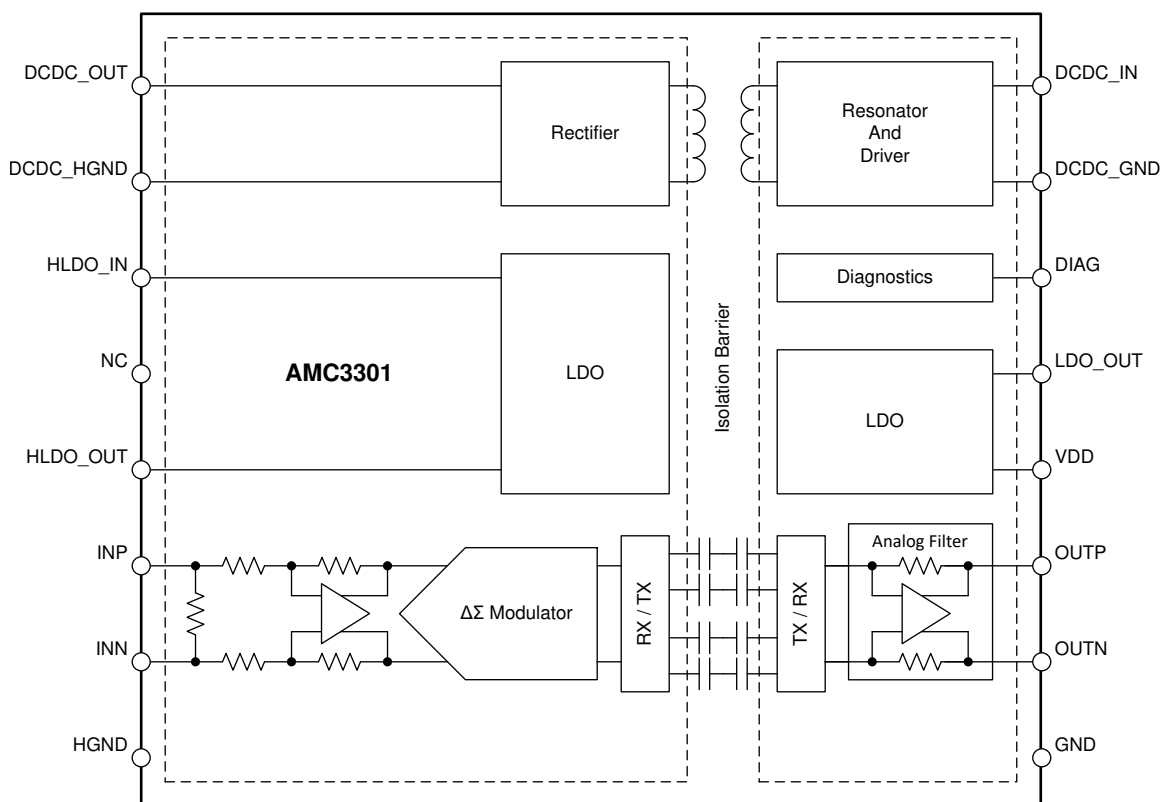 DCDC_OUT
DCDC_HGND
HLDO_IN
NC
HLDO_OUT
INP
INN
HGND
Rectifier
AMC3301
LDO
ΔΣ Modulator
RX / TX
Isolation Barrier
Resonator
And
Driver
Diagnostics
LDO
TX / RX
Analog Filter
DCDC_IN
DCDC_GND
DIAG
LDO_OUT
VDD
OUTP
OUTN
GND